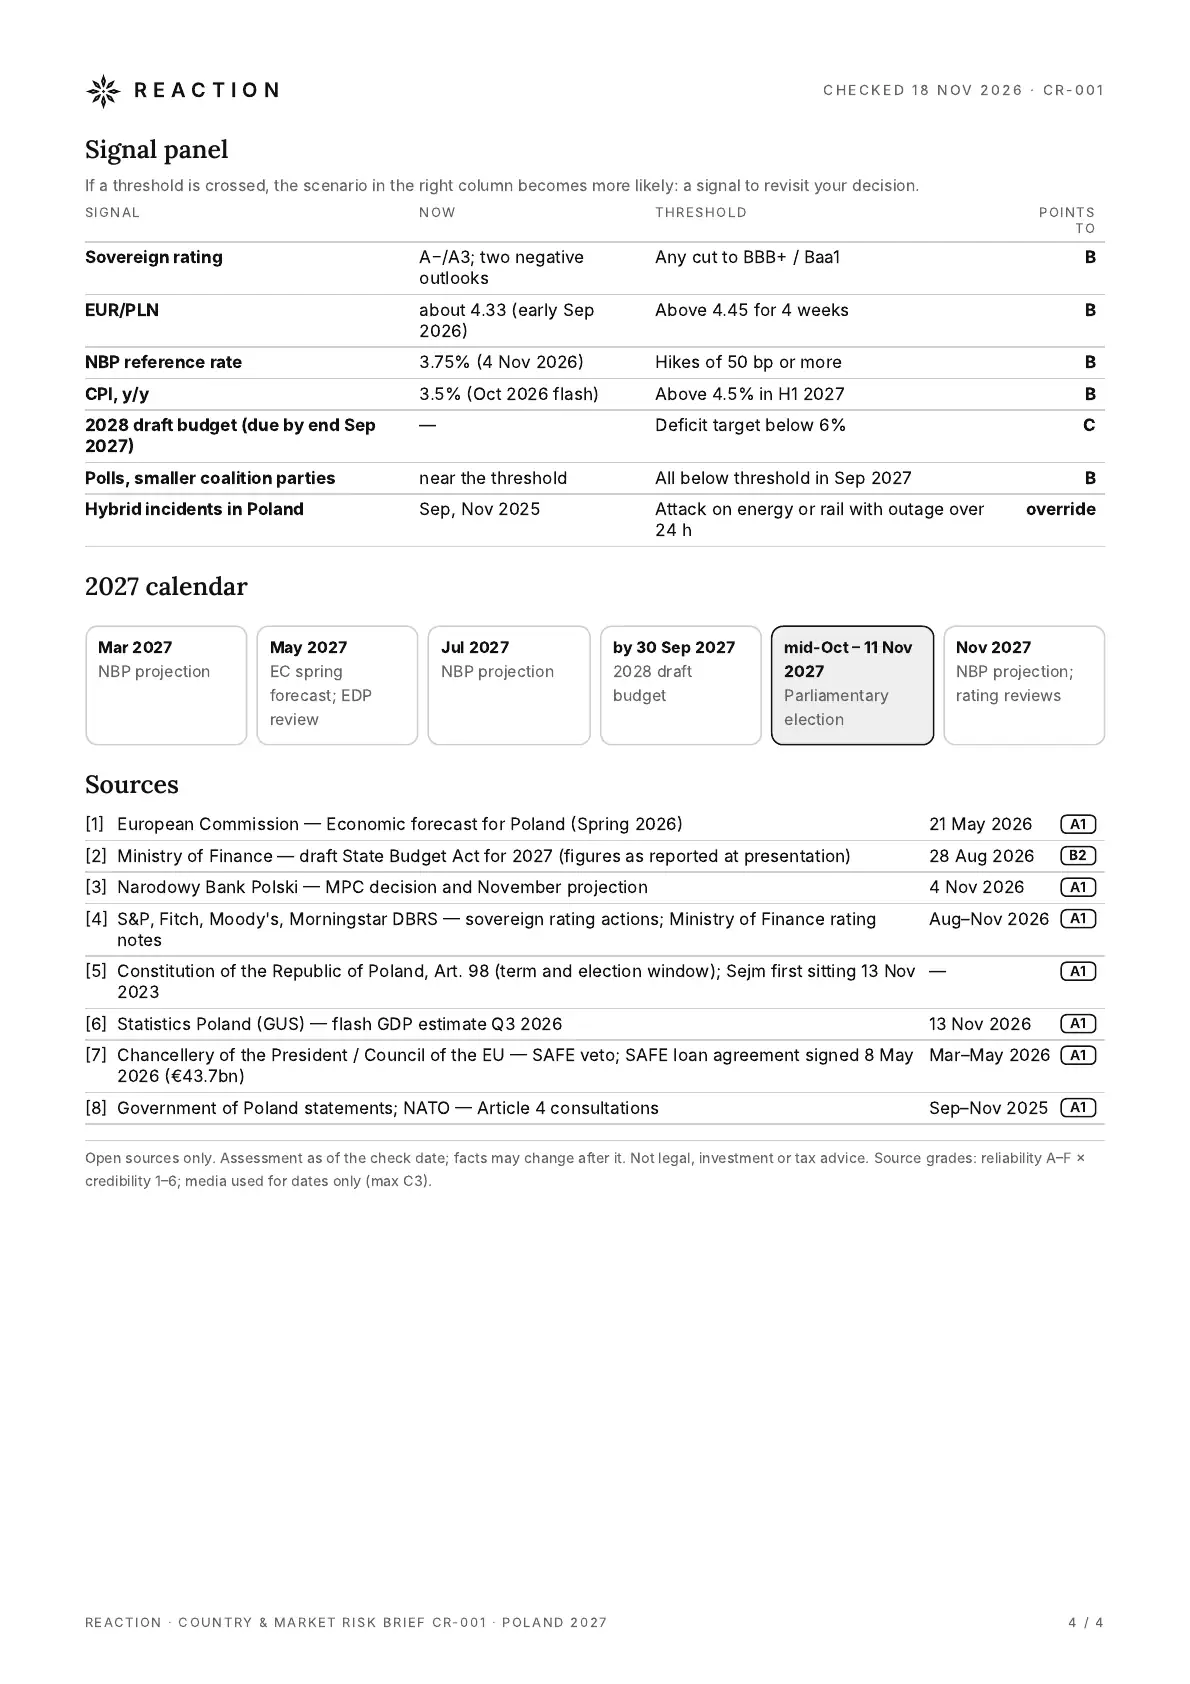 REACTION
CHECKED 18 NOV 2026 · CR-001
Signal panel
If a threshold is crossed, the scenario in the right column becomes more likely: a signal to revisit your decision.
SIGNAL NOW THRESHOLD POINTS TO
Sovereign rating A−/A3; two negative outlooks Any cut to BBB+ / Baa1 B
EUR/PLN about 4.33 (early Sep 2026) Above 4.45 for 4 weeks B
NBP reference rate 3.75% (4 Nov 2026) Hikes of 50 bp or more B
CPI, y/y 3.5% (Oct 2026 flash) Above 4.5% in H1 2027 B
2028 draft budget (due by end Sep 2027) — Deficit target below 6% C
Polls, smaller coalition parties near the threshold All below threshold in Sep 2027 B
Hybrid incidents in Poland Sep, Nov 2025 Attack on energy or rail with outage over 24 h override
2027 calendar
Mar 2027
NBP projection
May 2027
EC spring
forecast; EDP
review
Jul 2027
NBP projection
by 30 Sep 2027
2028 draft
budget
mid-Oct – 11 Nov
2027
Parliamentary
election
Nov 2027
NBP projection;
rating reviews
Sources
[1] European Commission — Economic forecast for Poland (Spring 2026) 21 May 2026 A1
[2] Ministry of Finance — draft State Budget Act for 2027 (figures as reported at presentation) 28 Aug 2026 B2
[3] Narodowy Bank Polski — MPC decision and November projection 4 Nov 2026 A1
[4] S&P, Fitch, Moody's, Morningstar DBRS — sovereign rating actions; Ministry of Finance rating notes Aug–Nov 2026 A1
[5] Constitution of the Republic of Poland, Art. 98 (term and election window); Sejm first sitting 13 Nov 2023 — A1
[6] Statistics Poland (GUS) — flash GDP estimate Q3 2026 13 Nov 2026 A1
[7] Chancellery of the President / Council of the EU — SAFE veto; SAFE loan agreement signed 8 May 2026 (€43.7bn) Mar–May 2026 A1
[8] Government of Poland statements; NATO — Article 4 consultations Sep–Nov 2025 A1
Open sources only. Assessment as of the check date; facts may change after it. Not legal, investment or tax advice. Source grades: reliability A–F ×
credibility 1–6; media used for dates only (max C3).
REACTION · COUNTRY & MARKET RISK BRIEF CR-001 · POLAND 2027
4 / 4